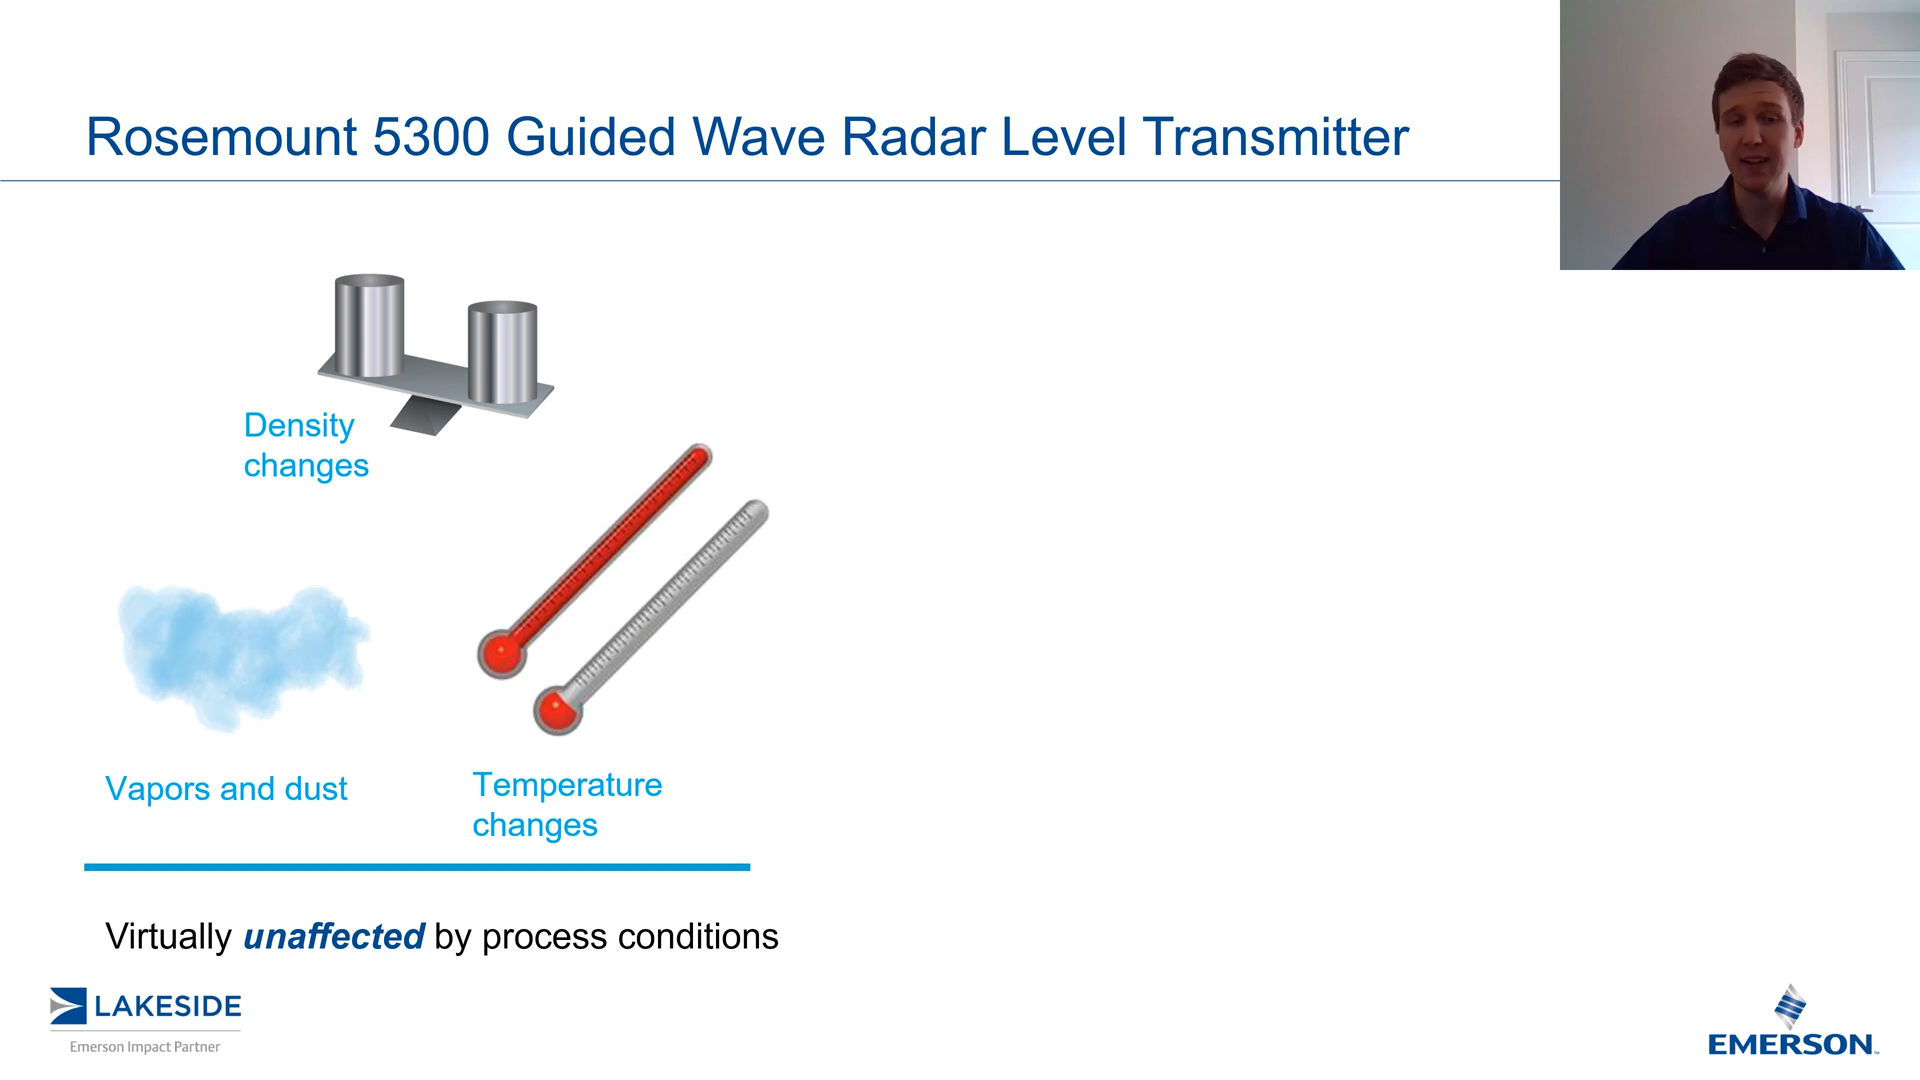 Rosemount 5300 Guided Wave Radar Level Transmitter
Density
changes
Vapors and dust
Temperature
changes
Virtually unaffected by process conditions
LAKESIDE
Emerson Impact Partner
EMERSON™